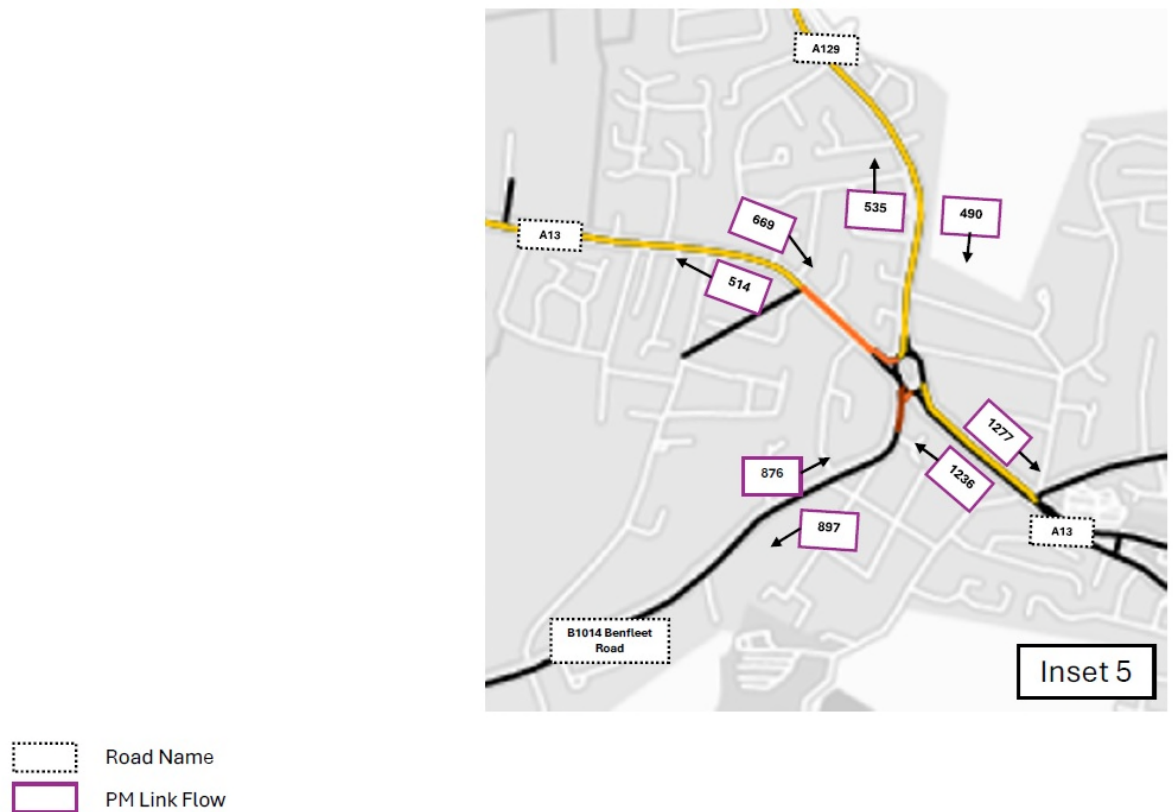 A129
535
490
669
A13
514
1277
876
1236
897
A13
B1014 Benfleet
Road
Inset 5
Road Name
PM Link Flow